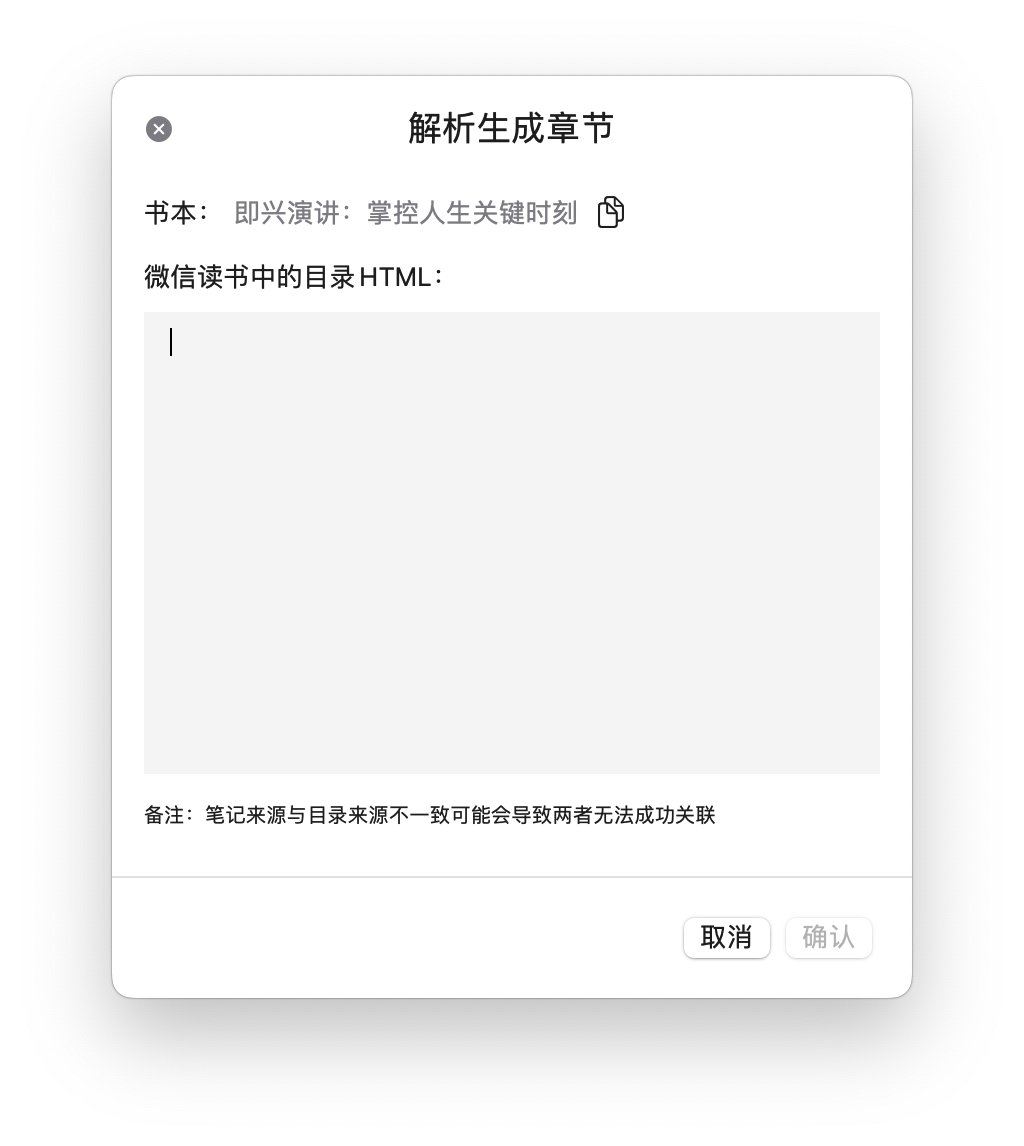 解析生成章节
书本： 即兴演讲：掌控人生关键时刻
微信读书中的目录HTML：
备注：笔记来源与目录来源不一致可能会导致两者无法成功关联
取消 确认